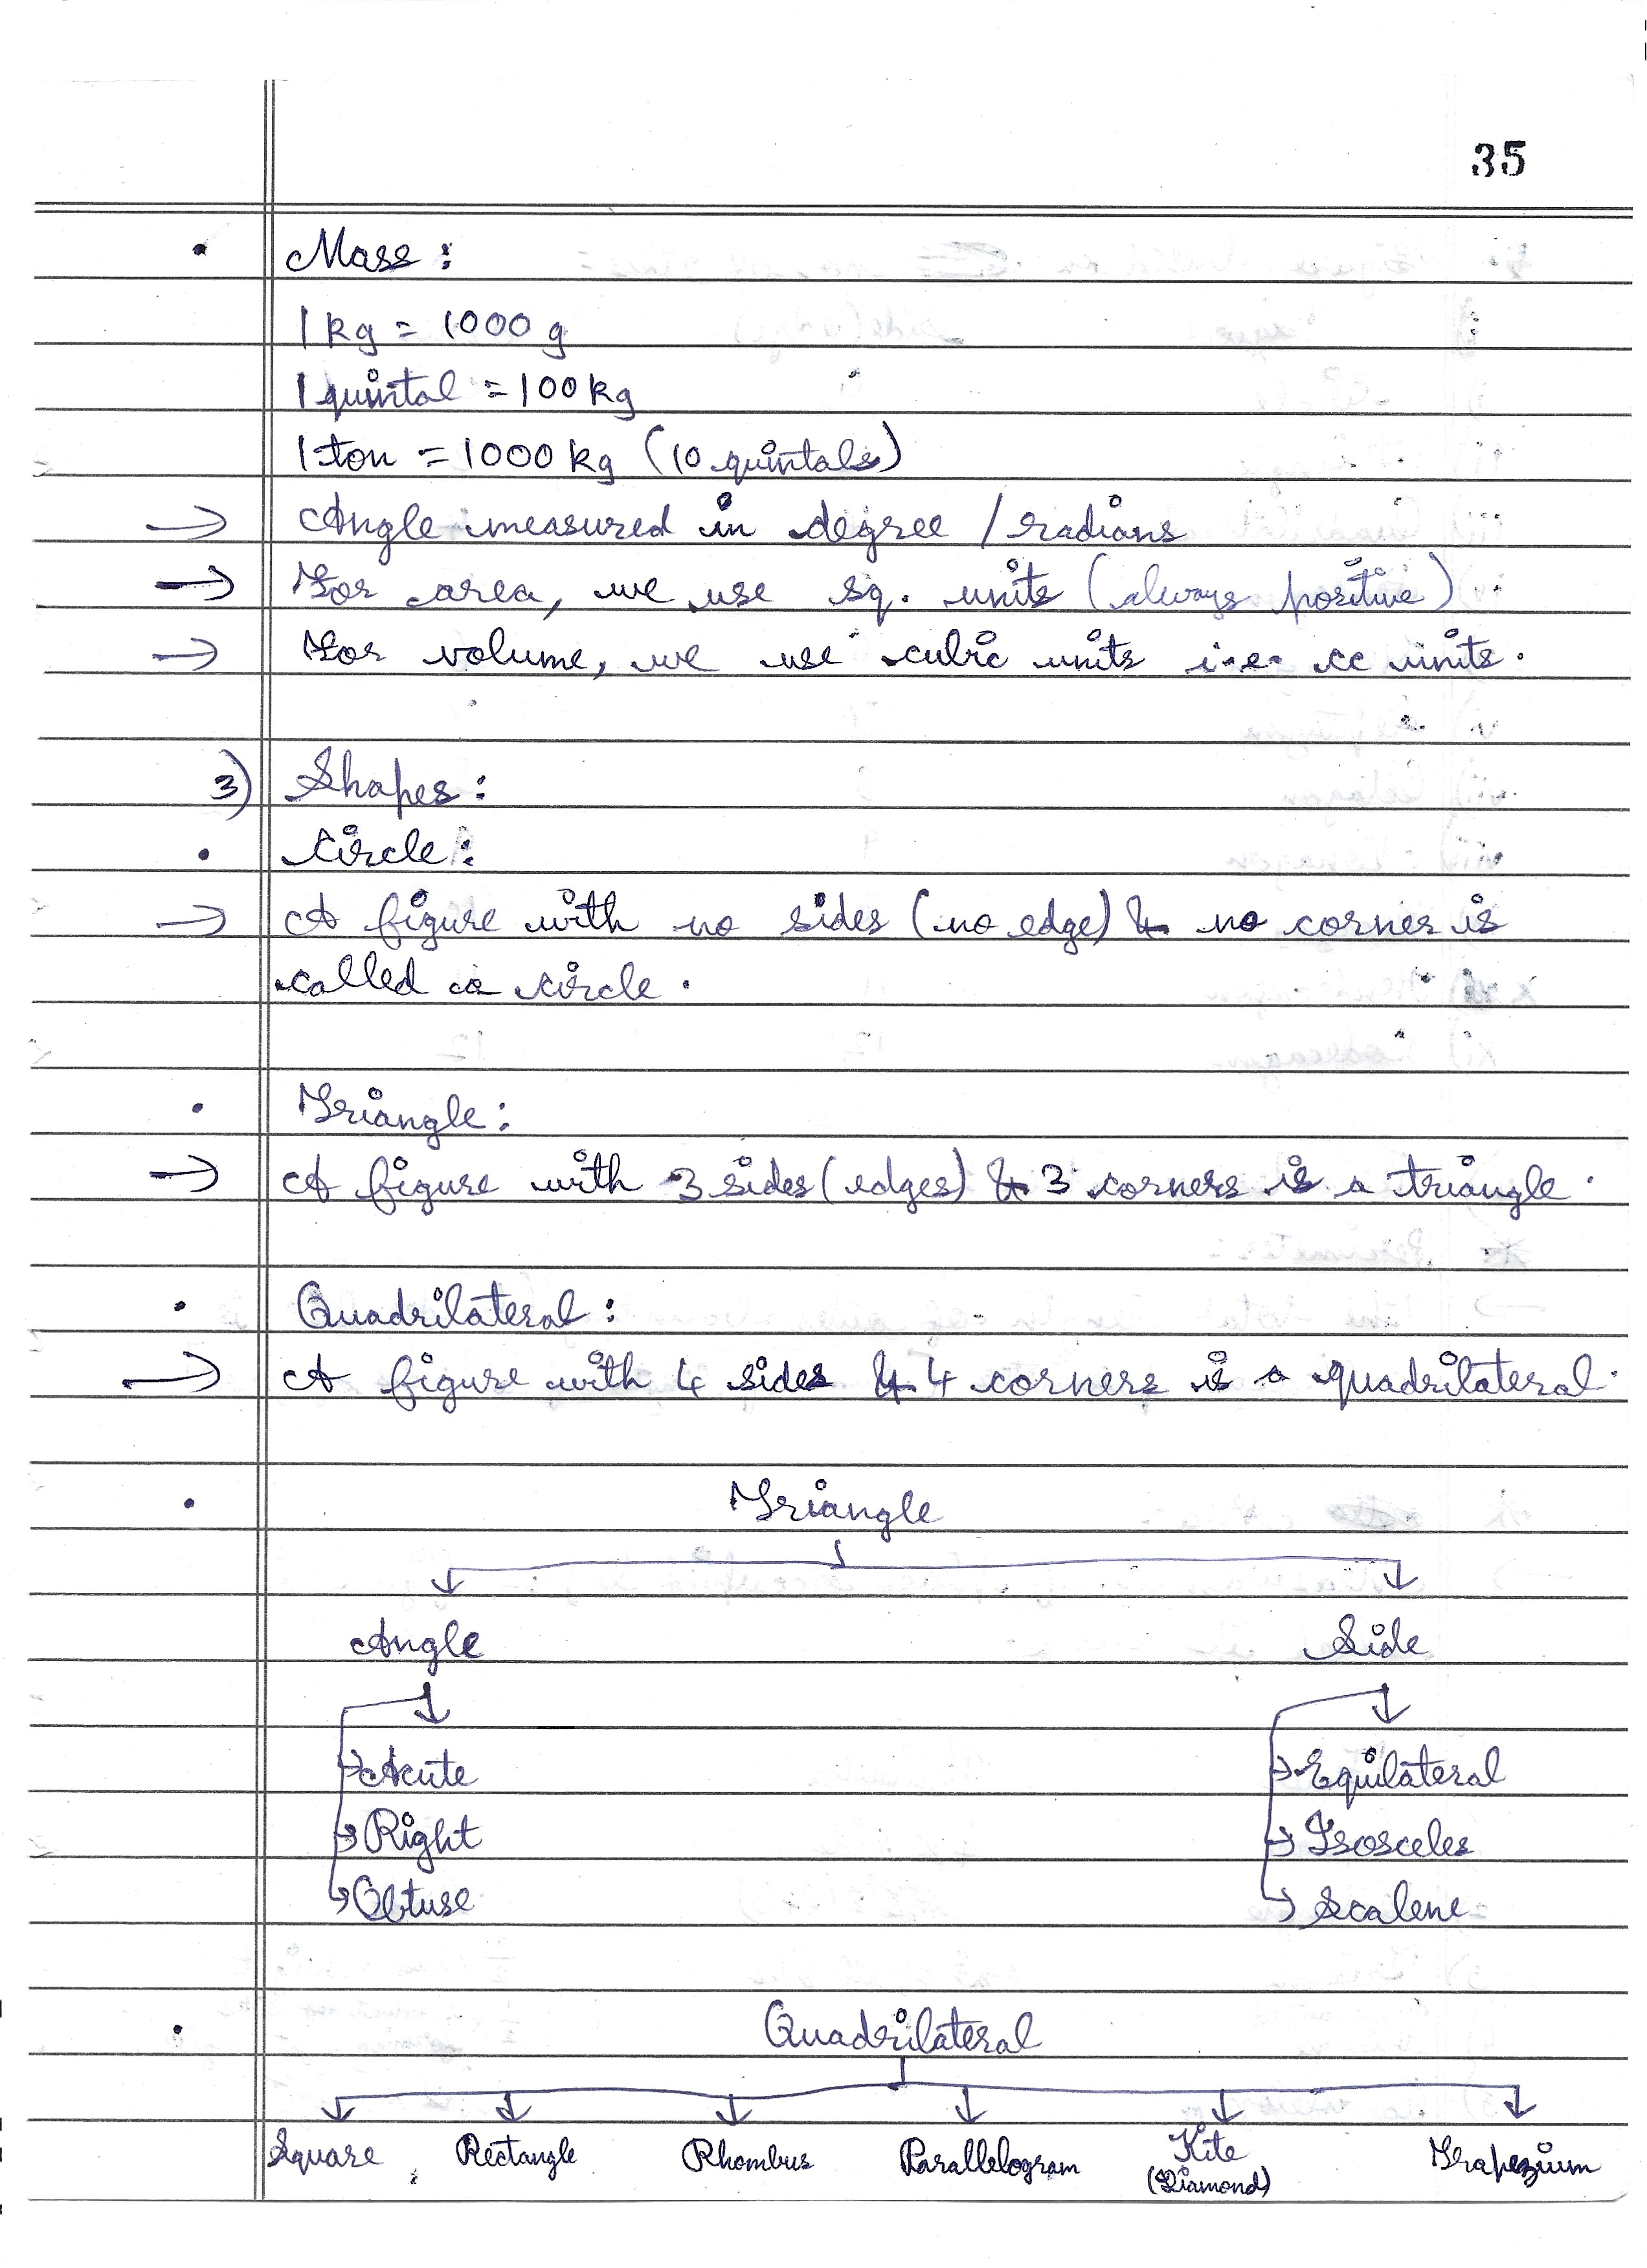 35
• Mass :
1 kg = 1000 g
1 quintal = 100 kg
1 ton = 1000 kg (10 quintals)
→ Angle measured in degree / radians
→ For area, we use sq. units (always positive)
→ For volume, we use cubic units i.e. cc units.
3) Shapes :
• Circle :
→ A figure with no sides (no edge) & no corner is
called a circle.
• Triangle :
→ A figure with 3 sides (edges) & 3 corners is a triangle.
• Quadrilateral :
→ A figure with 4 sides & 4 corners is a quadrilateral.
• Triangle
Angle Side
Acute Equilateral
Right Isosceles
Obtuse Scalene
• Quadrilateral
Square Rectangle Rhombus Parallelogram Kite Trapezium
(Diamond)